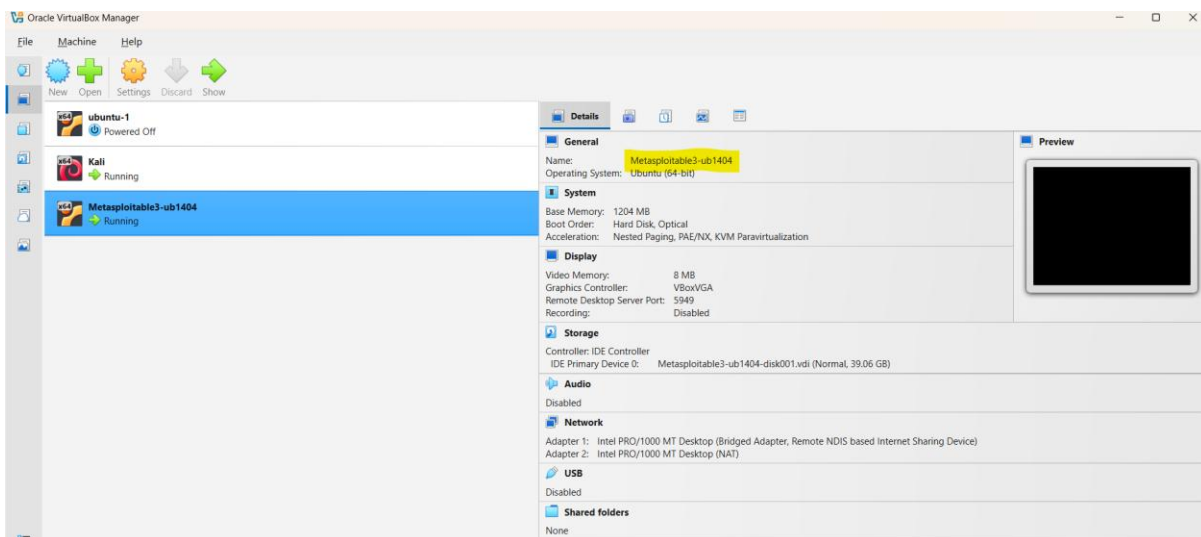 Oracle VirtualBox Manager
File Machine Help
New Open Settings Discard Show
ubuntu-1
Powered Off
Kali
Running
Metasploitable3-ub1404
Running
Details
General
Name: Metasploitable3-ub1404
Operating System: Ubuntu (64-bit)
System
Base Memory: 1204 MB
Boot Order: Hard Disk, Optical
Acceleration: Nested Paging, PAE/NX, KVM Paravirtualization
Display
Video Memory: 8 MB
Graphics Controller: VBoxVGA
Remote Desktop Server Port: 5949
Recording: Disabled
Storage
Controller: IDE Controller
IDE Primary Device 0: Metasploitable3-ub1404-disk001.vdi (Normal, 39.06 GB)
Audio
Disabled
Network
Adapter 1: Intel PRO/1000 MT Desktop (Bridged Adapter, Remote NDIS based Internet Sharing Device)
Adapter 2: Intel PRO/1000 MT Desktop (NAT)
USB
Disabled
Shared folders
None
Preview